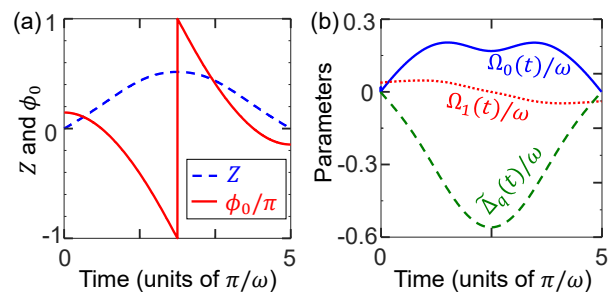 (a)
Z and ϕ₀
1
0
-1
Z
ϕ₀/π
0
5
Time (units of π/ω)
(b)
Parameters
0.3
0
-0.3
-0.6
Ω₀(t)/ω
Ω₁(t)/ω
Δ̃_q(t)/ω
0
5
Time (units of π/ω)